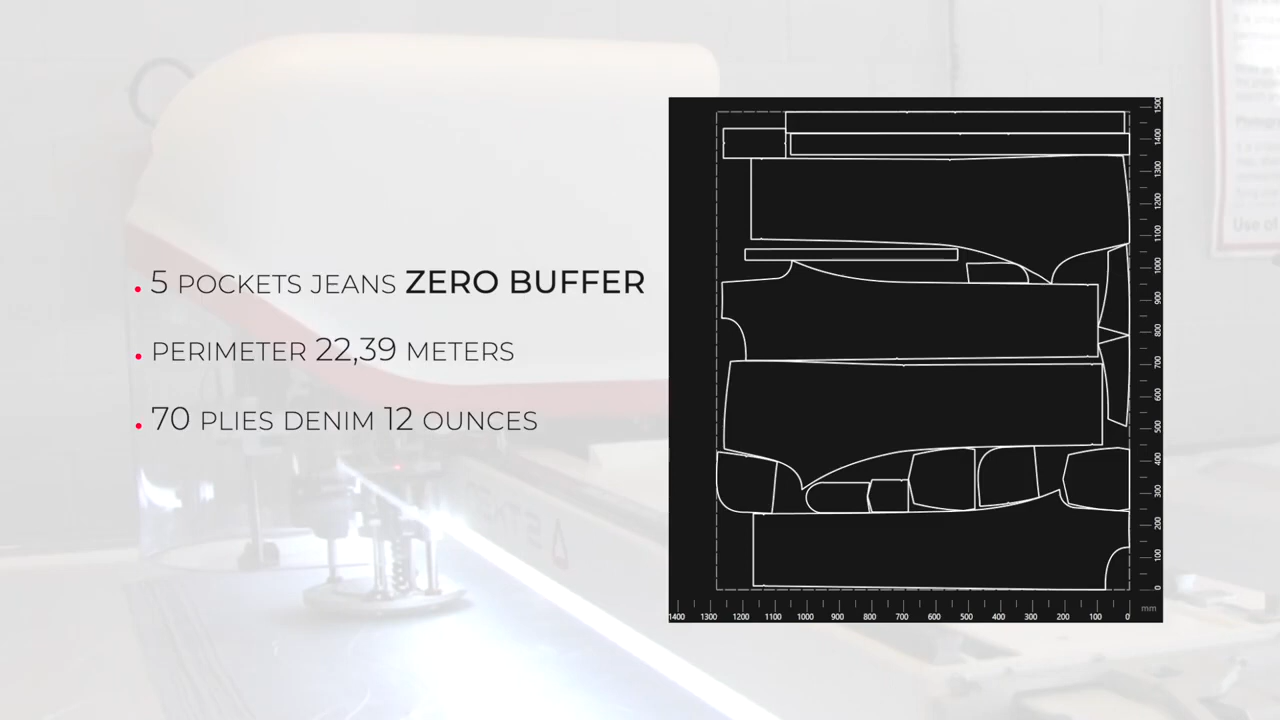 5 POCKETS JEANS ZERO BUFFER
PERIMETER 22,39 METERS
70 PLIES DENIM 12 OUNCES
1500
1400
1300
1200
1100
1000
900
800
700
600
500
400
300
200
100
0
mm
1400 1300 1200 1100 1000 900 800 700 600 500 400 300 200 100 0
Use of